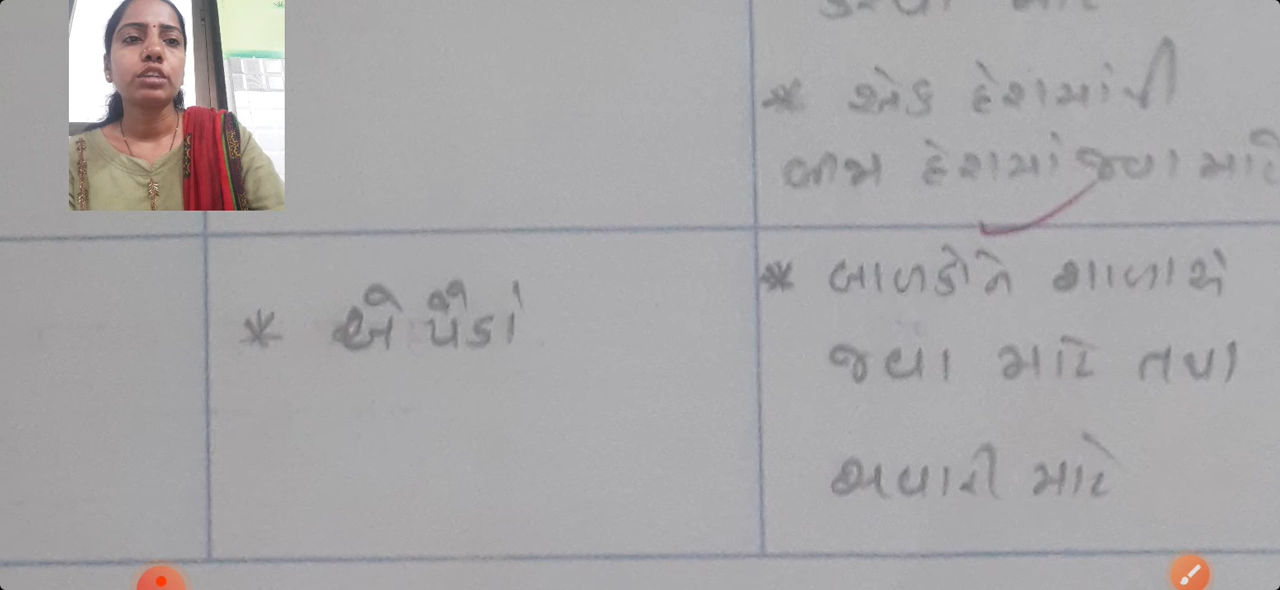 * એક દેશમાંથી
બીજા દેશમાં જવા માટે
* બે પૈડાં
* બાળકોને શાળાએ
જવા માટે તથા
સવારી માટે